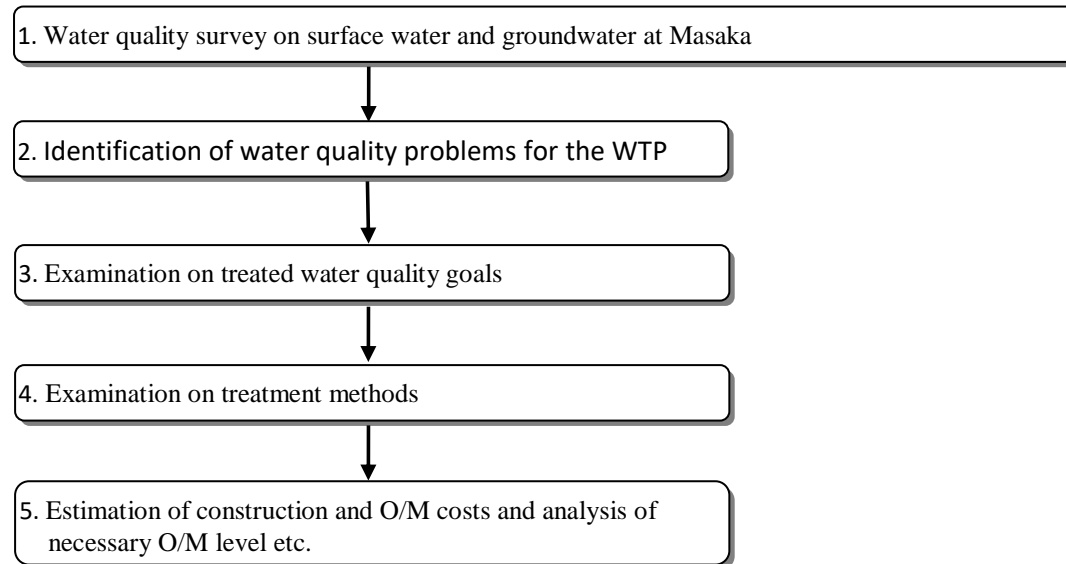 1. Water quality survey on surface water and groundwater at Masaka
2. Identification of water quality problems for the WTP
3. Examination on treated water quality goals
4. Examination on treatment methods
5. Estimation of construction and O/M costs and analysis of
necessary O/M level etc.